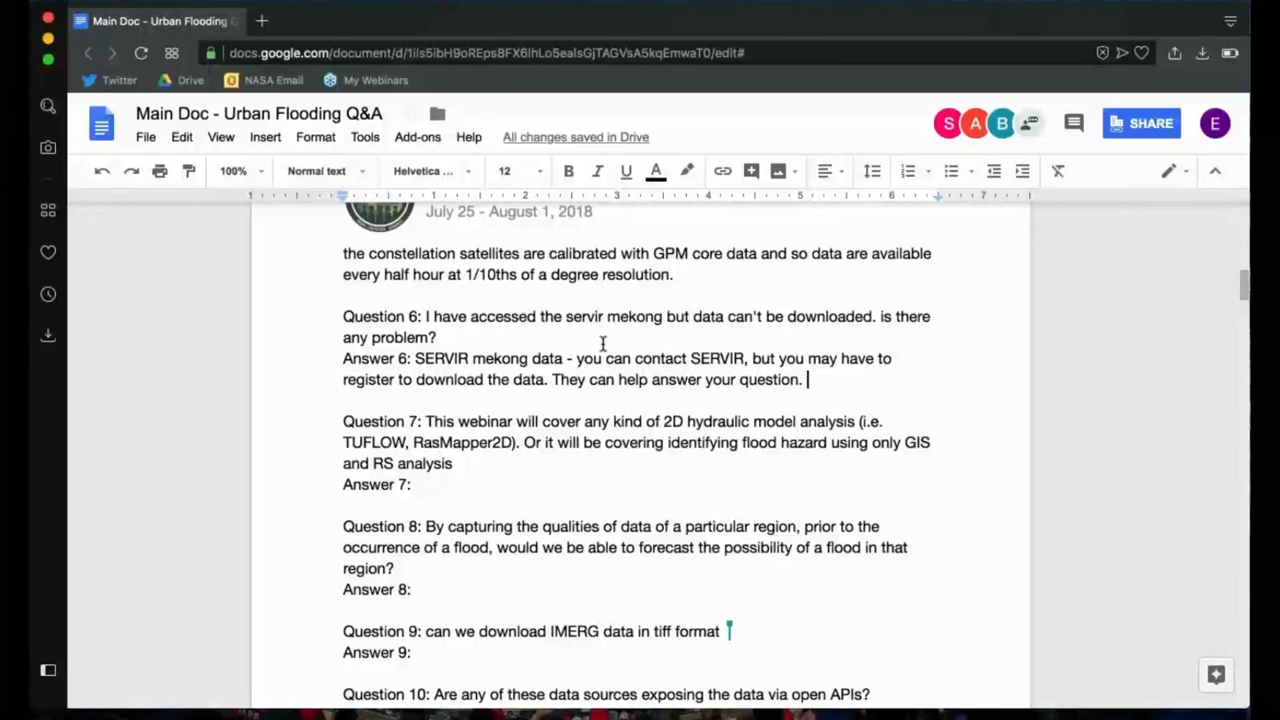 Main Doc - Urban Flooding Q
docs.google.com/document/d/1iIs5ibH9oREps8FX6IhLo5ealsGjTAGVsA5kqEmwaT0/edit#
Twitter Drive NASA Email My Webinars
Main Doc - Urban Flooding Q&A
S A B SHARE E
File Edit View Insert Format Tools Add-ons Help All changes saved in Drive
100% Normal text Helvetica ... 12 B I U A
1 1 2 3 4 5 6 7
July 25 - August 1, 2018
the constellation satellites are calibrated with GPM core data and so data are available
every half hour at 1/10ths of a degree resolution.
Question 6: I have accessed the servir mekong but data can't be downloaded. is there
any problem?
Answer 6: SERVIR mekong data - you can contact SERVIR, but you may have to
register to download the data. They can help answer your question.
Question 7: This webinar will cover any kind of 2D hydraulic model analysis (i.e.
TUFLOW, RasMapper2D). Or it will be covering identifying flood hazard using only GIS
and RS analysis
Answer 7:
Question 8: By capturing the qualities of data of a particular region, prior to the
occurrence of a flood, would we be able to forecast the possibility of a flood in that
region?
Answer 8:
Question 9: can we download IMERG data in tiff format
Answer 9:
Question 10: Are any of these data sources exposing the data via open APIs?